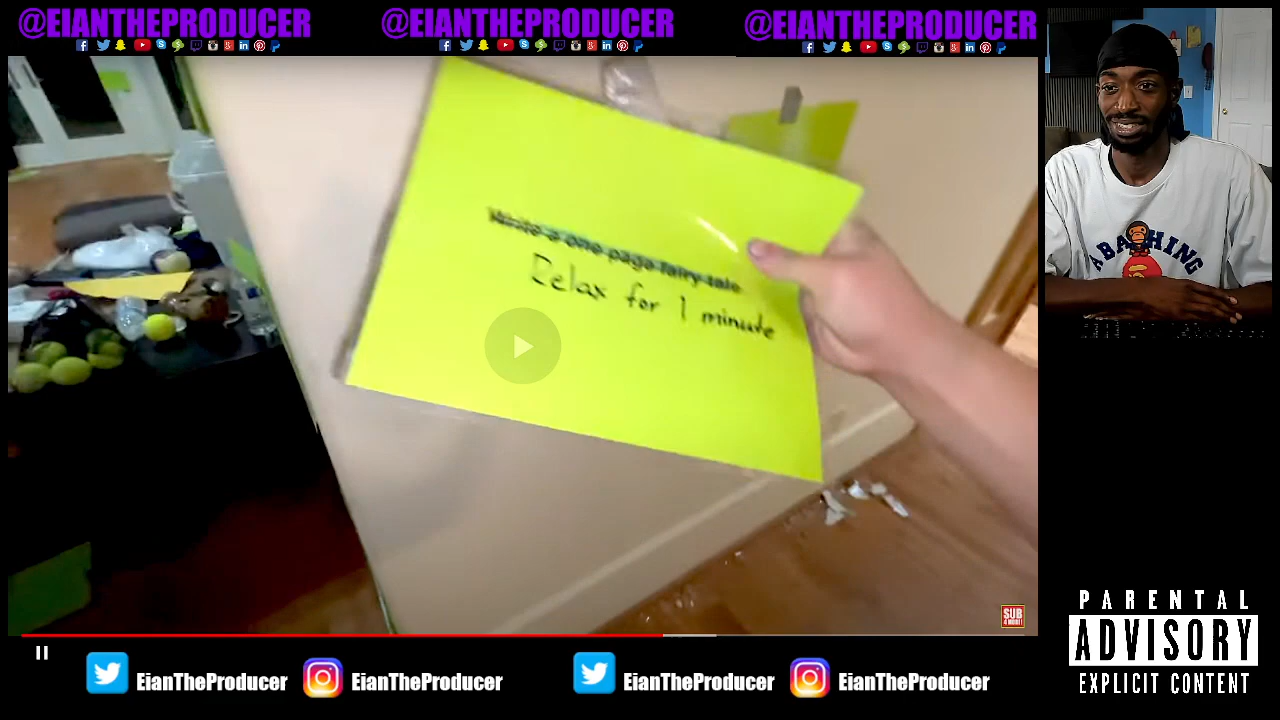 @EIANTHEPRODUCER @EIANTHEPRODUCER @EIANTHEPRODUCER
Write a one page fairy tale
Relax for 1 minute
A BATHING
SUB
PARENTAL
ADVISORY
EXPLICIT CONTENT
EianTheProducer EianTheProducer EianTheProducer EianTheProducer